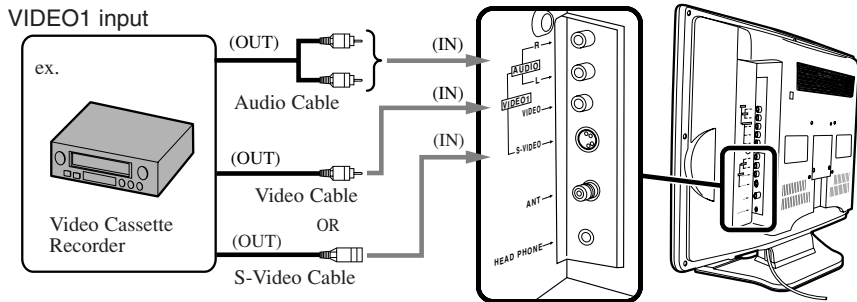 VIDEO1 input
ex.
Video Cassette
Recorder
(OUT)
Audio Cable
(OUT)
Video Cable
OR
(OUT)
S-Video Cable
(IN)
(IN)
(IN)
R
AUDIO
L
VIDEO1
VIDEO
S-VIDEO
ANT
HEAD PHONE